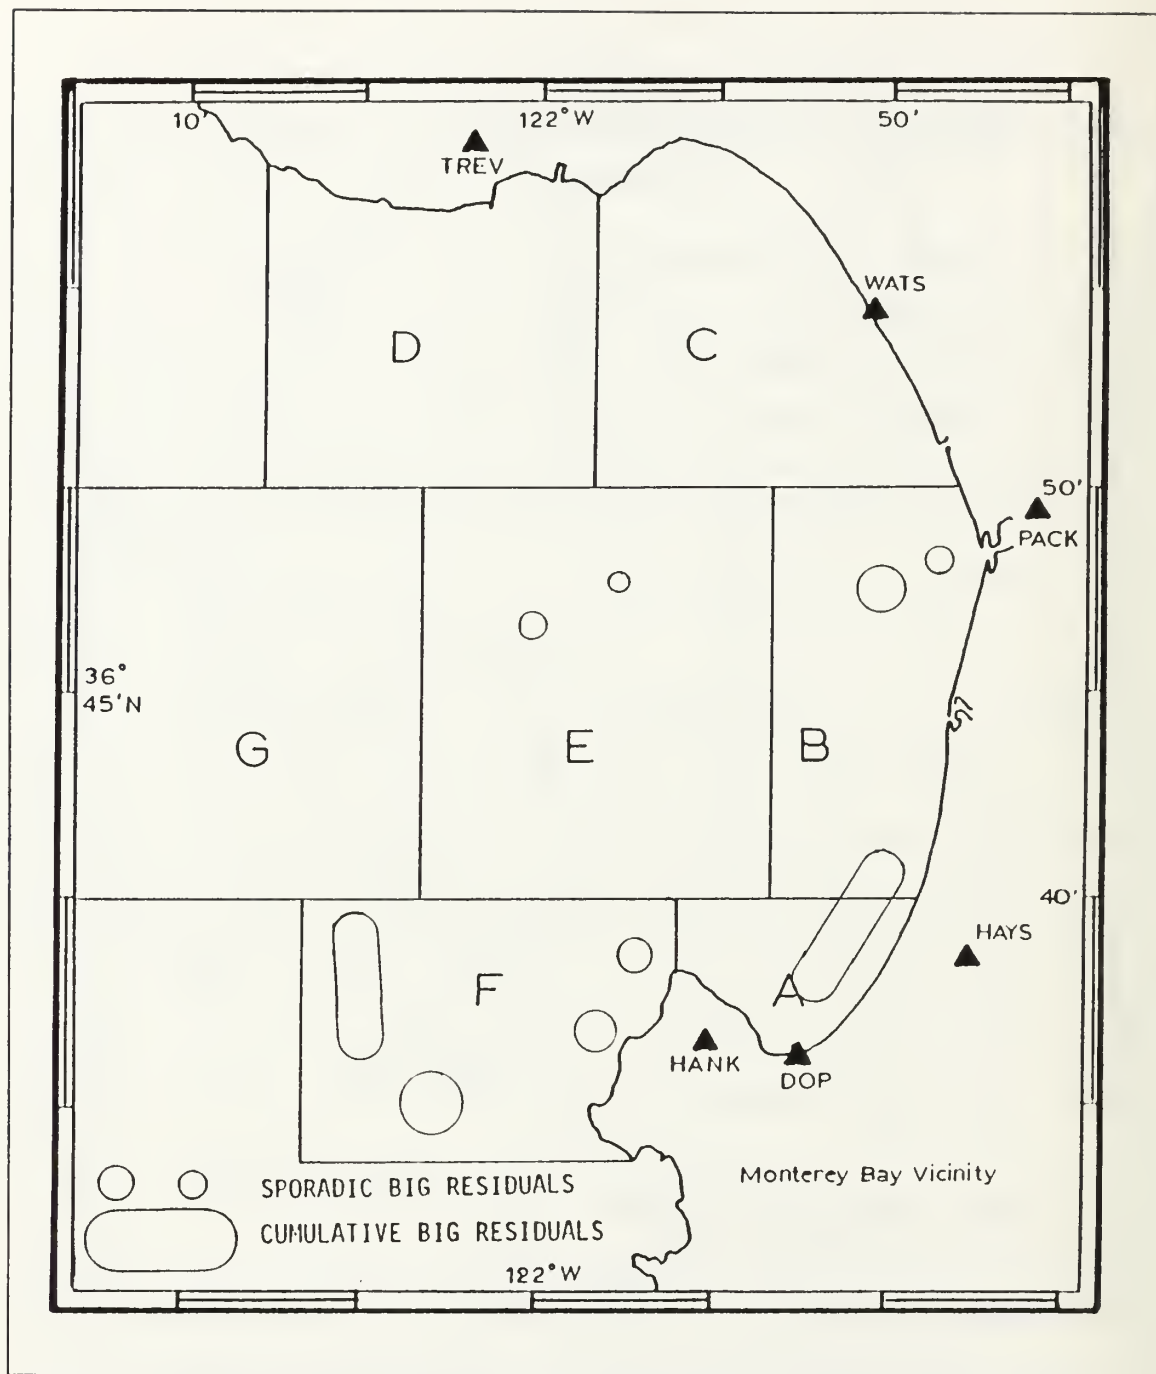 10' 122°W 50'
TREV
WATS
D C
50'
PACK
36°
45'N
G E B
40'
HAYS
F A
HANK
DOP
Monterey Bay Vicinity
SPORADIC BIG RESIDUALS
CUMULATIVE BIG RESIDUALS
122°W